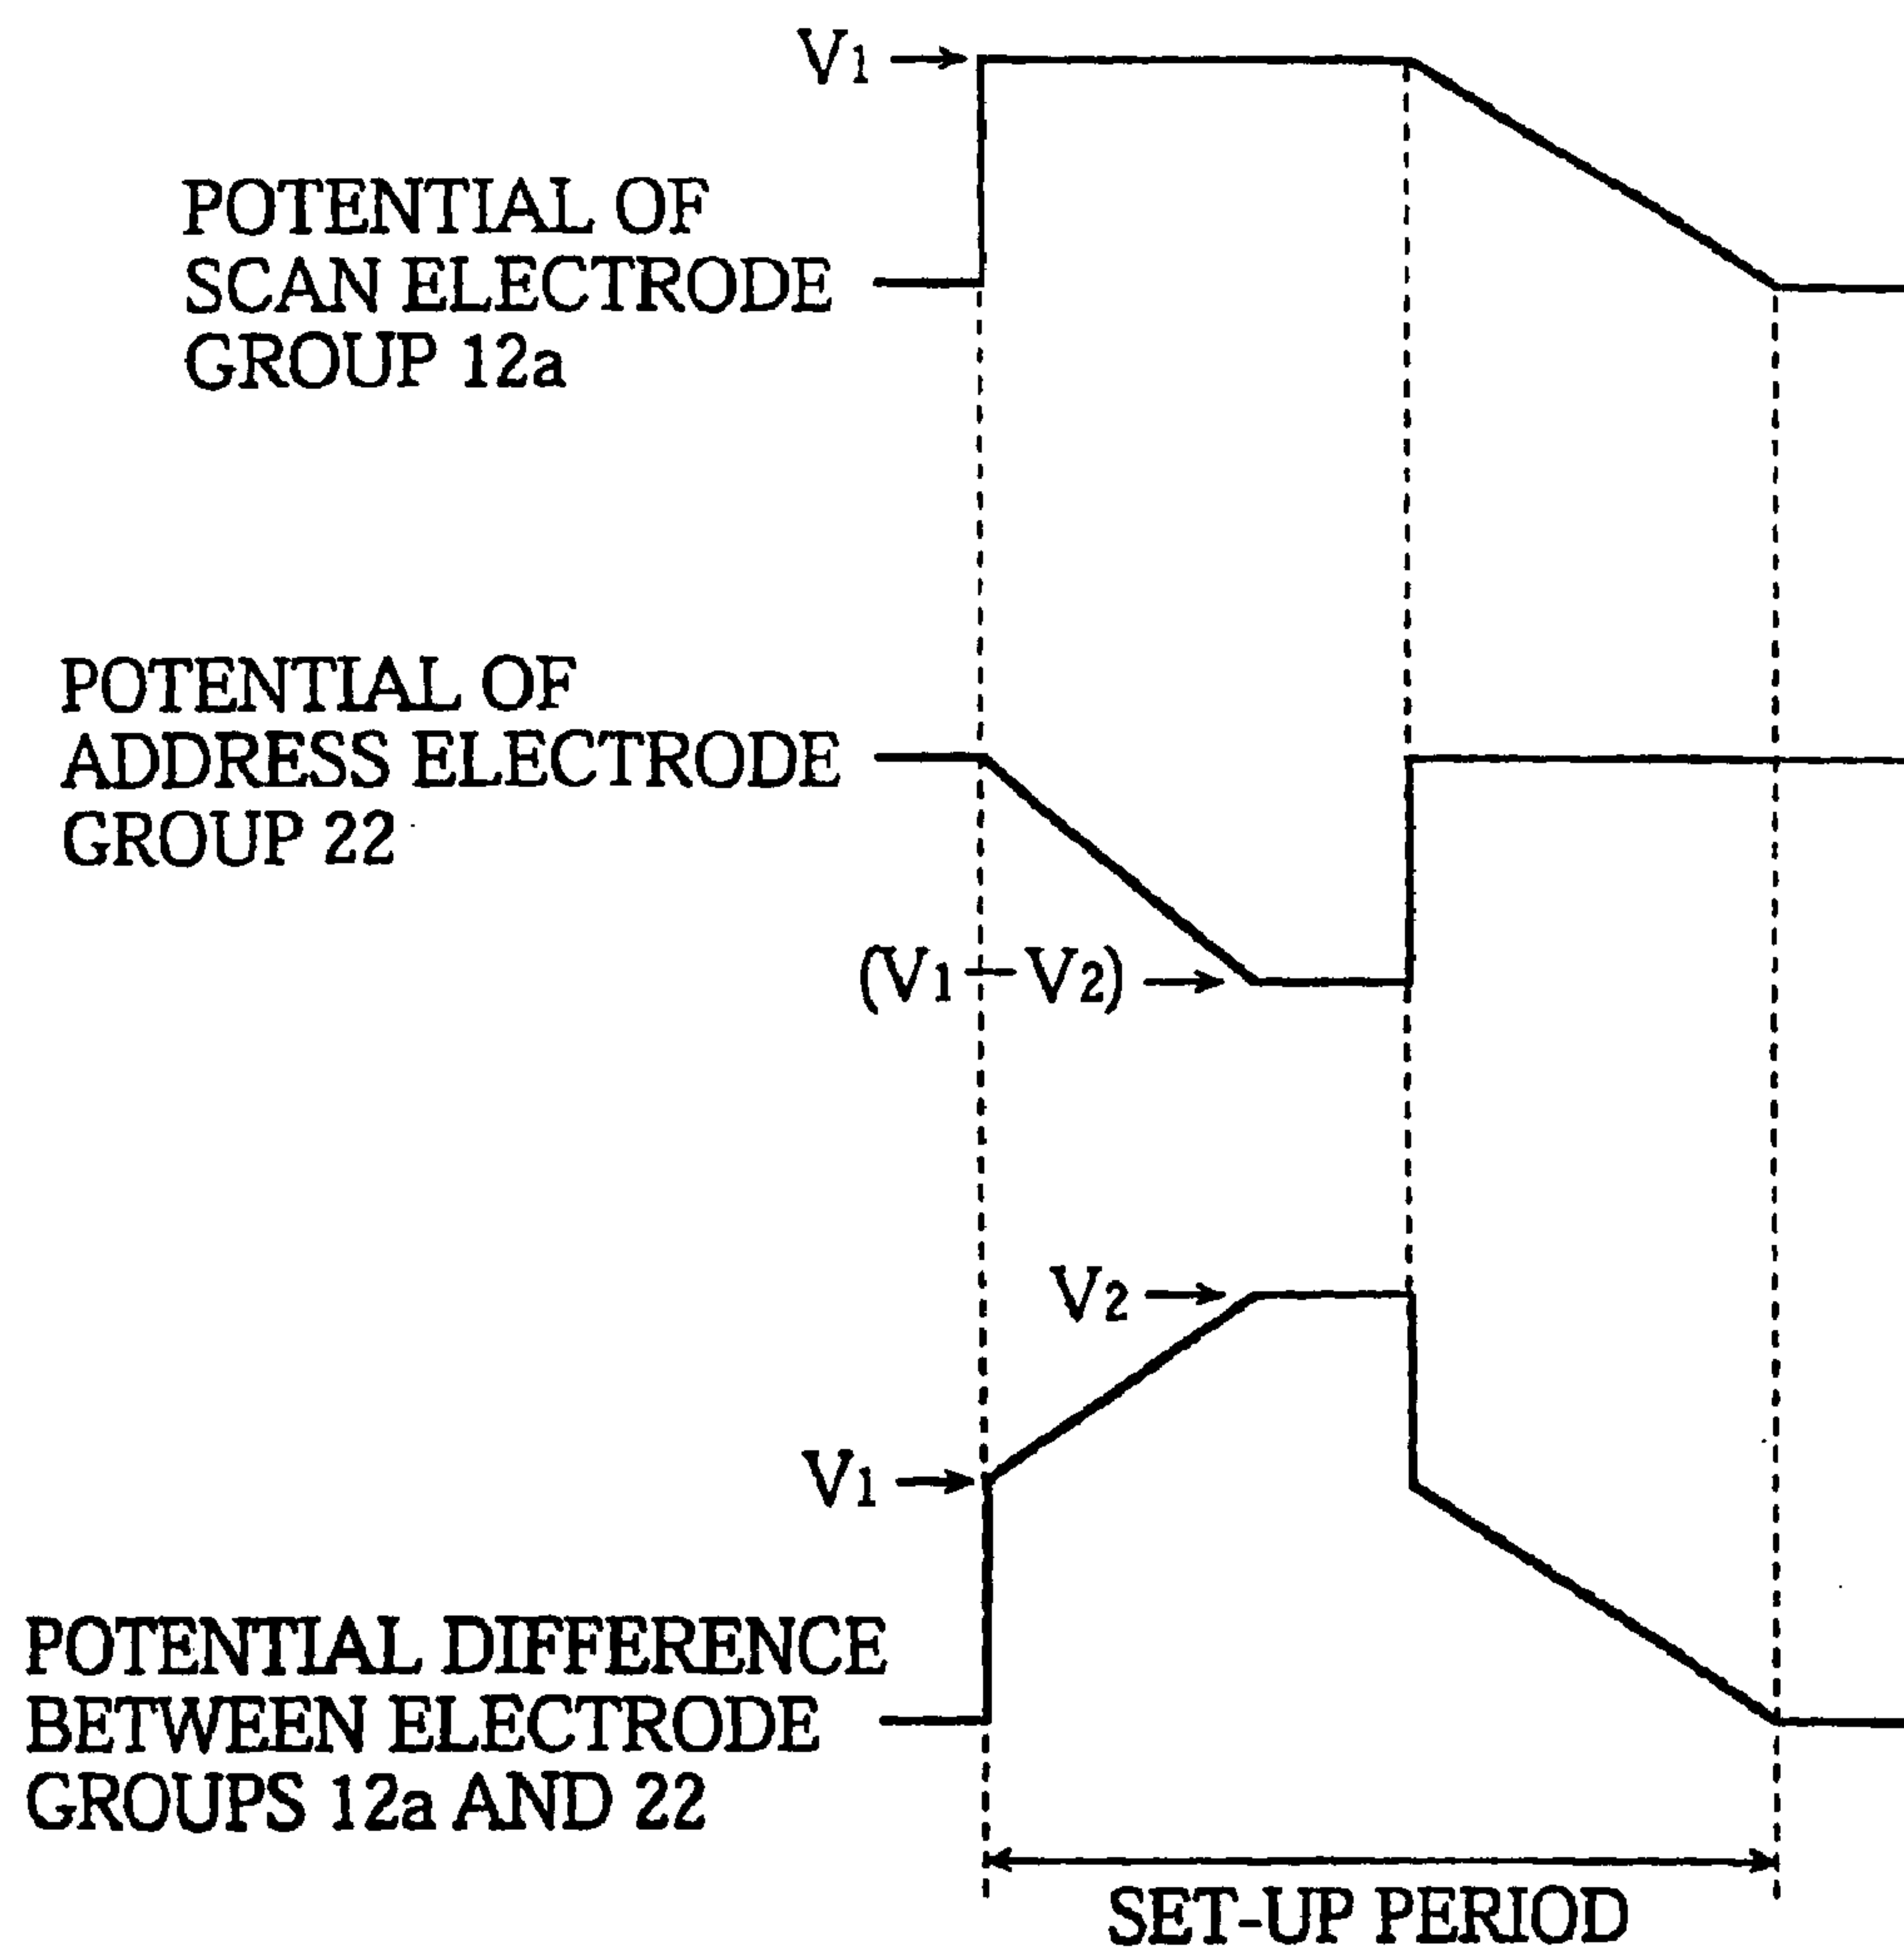 V1
POTENTIAL OF
SCAN ELECTRODE
GROUP 12a
POTENTIAL OF
ADDRESS ELECTRODE
GROUP 22
(V1 - V2)
V2
V1
POTENTIAL DIFFERENCE
BETWEEN ELECTRODE
GROUPS 12a AND 22
SET-UP PERIOD